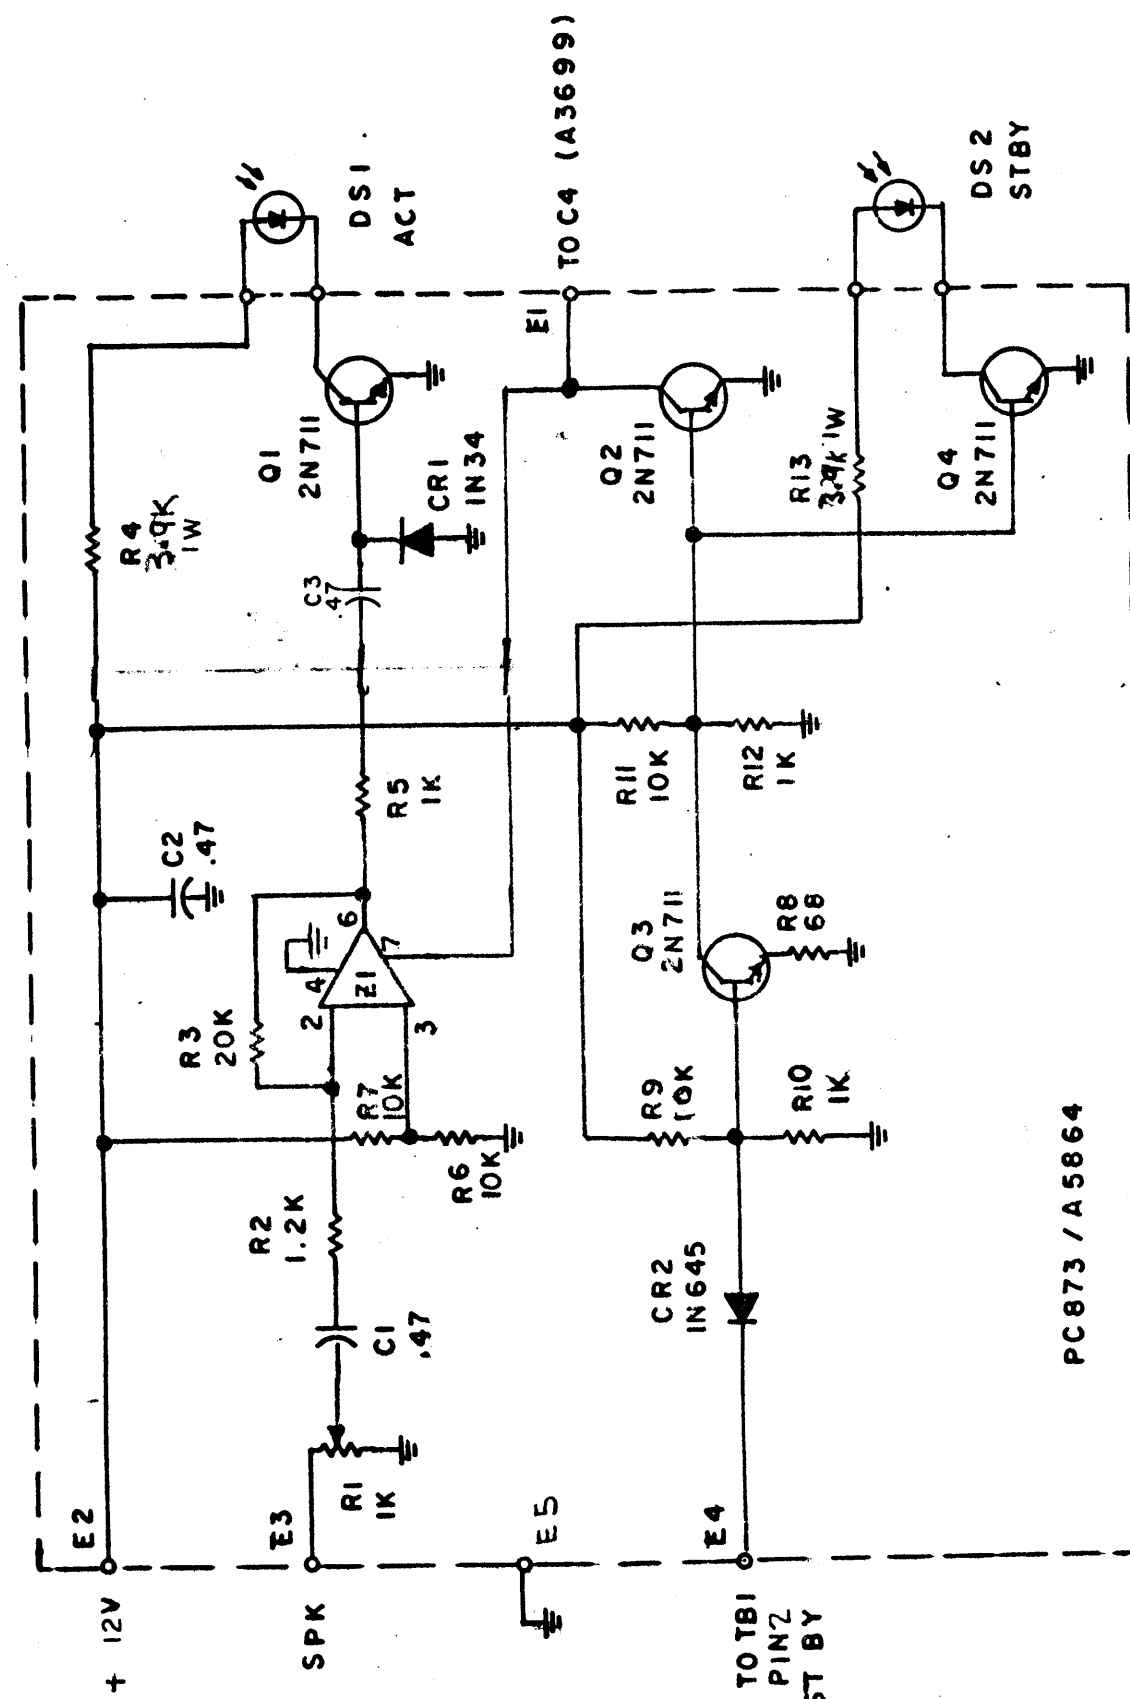 + 12V
E2
R4
3.9K
1W
DS1
ACT
C2
.47
Q1
2N711
C3
47
CR1
1N34
R5
1K
R3
20K
2
4
6
7
3
Z1
R7
10K
R6
10K
R2
1.2K
C1
.47
SPK
E3
R1
1K
E5
E1
TO C4 (A3699)
Q2
2N711
R11
10K
R12
1K
R13
3.9K 1W
DS2
STBY
Q4
2N711
Q3
2N711
R8
68
R9
10K
R10
1K
CR2
1N645
E4
TO TB1
PIN2
ST BY
PC873 / A5864